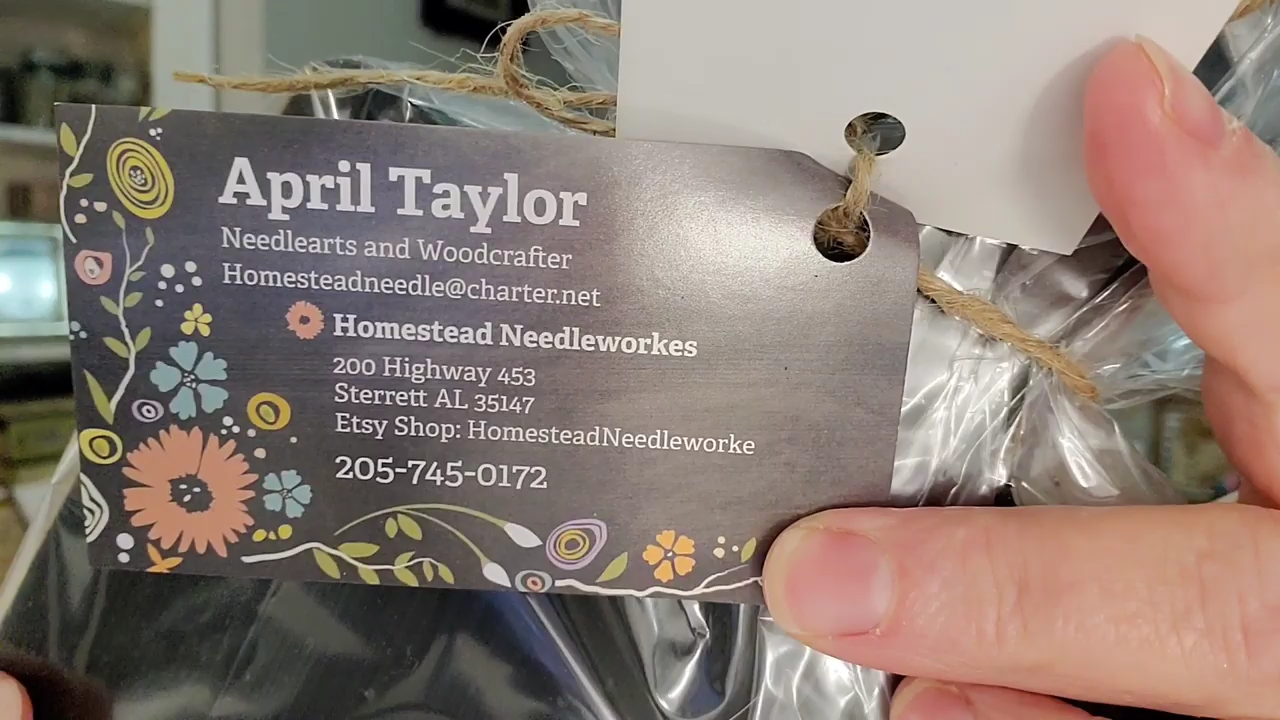 April Taylor
Needlearts and Woodcrafter
Homesteadneedle@charter.net
Homestead Needleworkes
200 Highway 453
Sterrett AL 35147
Etsy Shop: HomesteadNeedleworke
205-745-0172